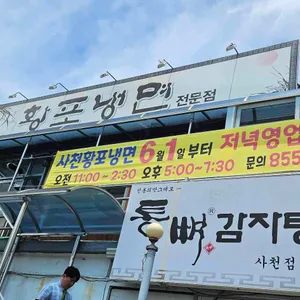 황포냉면 전문점
사천황포냉면 6월 1일부터 저녁영업
오전 11:00 ~ 2:30 오후 5:00~7:30 문의 855
통뼈 감자탕
사천점